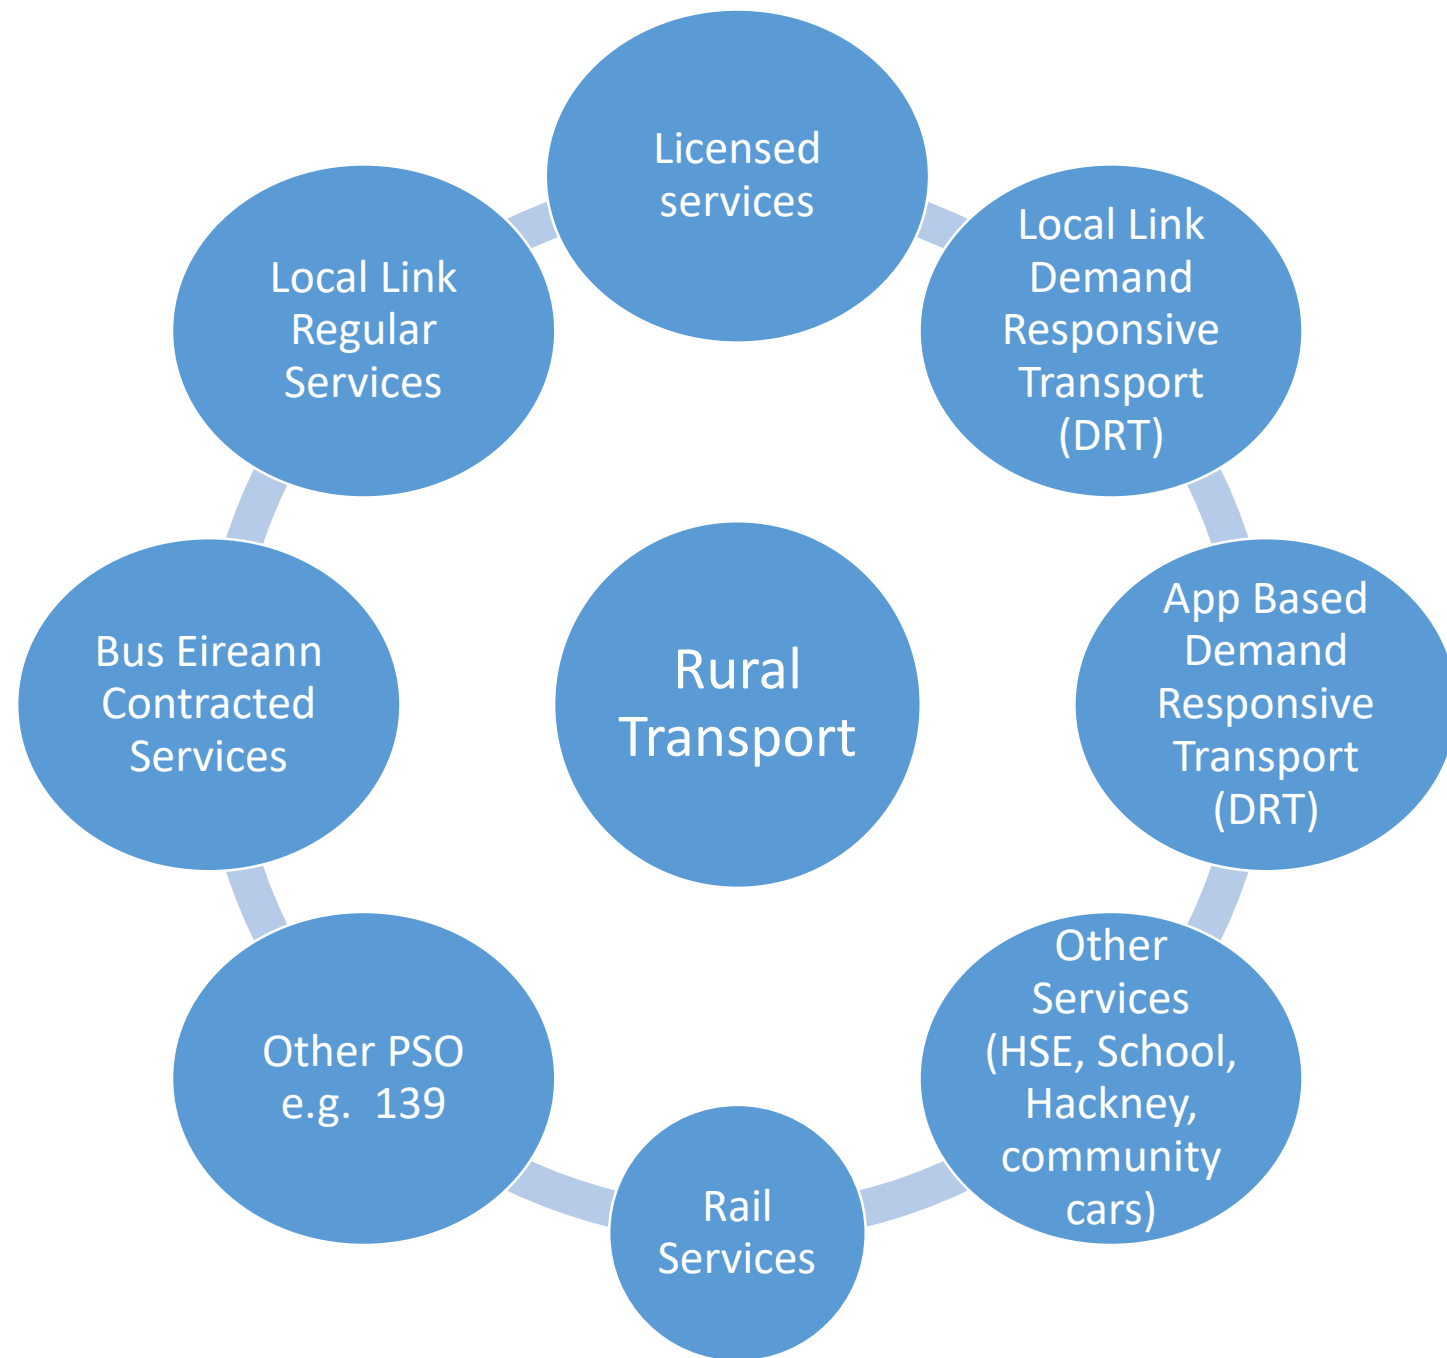 Licensed
services
Local Link
Demand
Responsive
Transport
(DRT)
App Based
Demand
Responsive
Transport
(DRT)
Other
Services
(HSE, School,
Hackney,
community
cars)
Rail
Services
Other PSO
e.g.  139
Bus Eireann
Contracted
Services
Local Link
Regular
Services
Rural
Transport